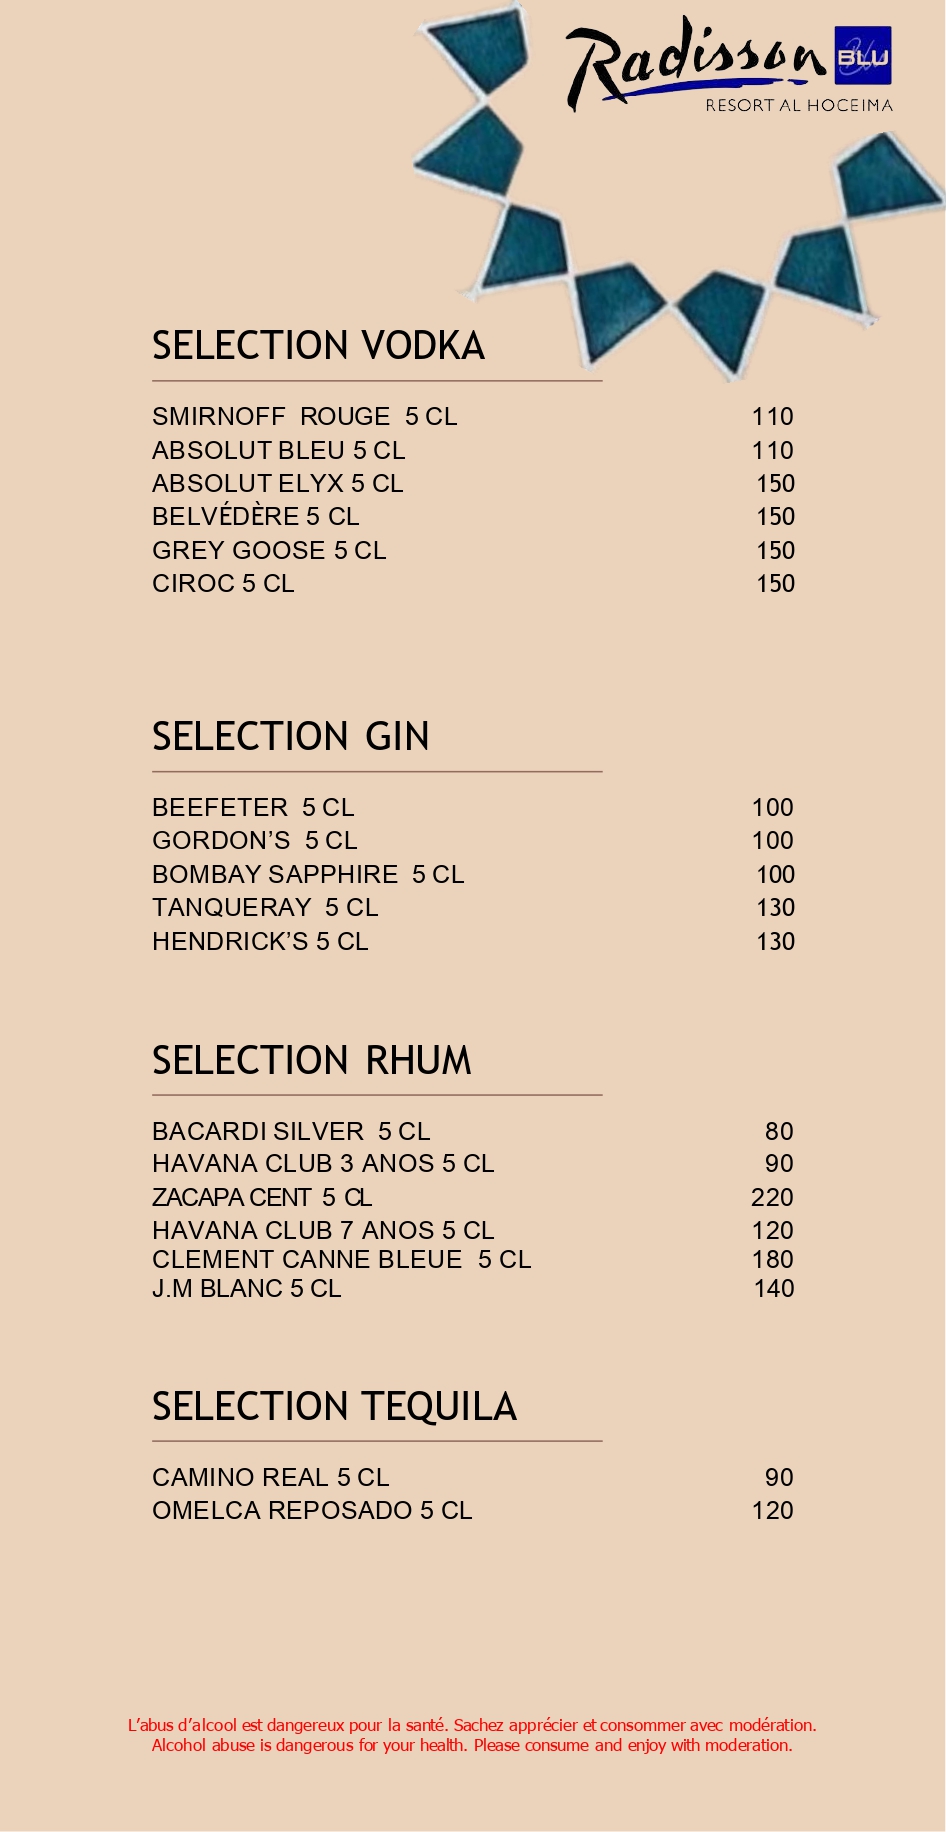 Radisson BLU
RESORT AL HOCEIMA
SELECTION VODKA
SMIRNOFF ROUGE 5 CL 110
ABSOLUT BLEU 5 CL 110
ABSOLUT ELYX 5 CL 150
BELVÉDÈRE 5 CL 150
GREY GOOSE 5 CL 150
CIROC 5 CL 150
SELECTION GIN
BEEFETER 5 CL 100
GORDON’S 5 CL 100
BOMBAY SAPPHIRE 5 CL 100
TANQUERAY 5 CL 130
HENDRICK’S 5 CL 130
SELECTION RHUM
BACARDI SILVER 5 CL 80
HAVANA CLUB 3 ANOS 5 CL 90
ZACAPA CENT 5 CL 220
HAVANA CLUB 7 ANOS 5 CL 120
CLEMENT CANNE BLEUE 5 CL 180
J.M BLANC 5 CL 140
SELECTION TEQUILA
CAMINO REAL 5 CL 90
OMELCA REPOSADO 5 CL 120
L’abus d’alcool est dangereux pour la santé. Sachez apprécier et consommer avec modération.
Alcohol abuse is dangerous for your health. Please consume and enjoy with moderation.